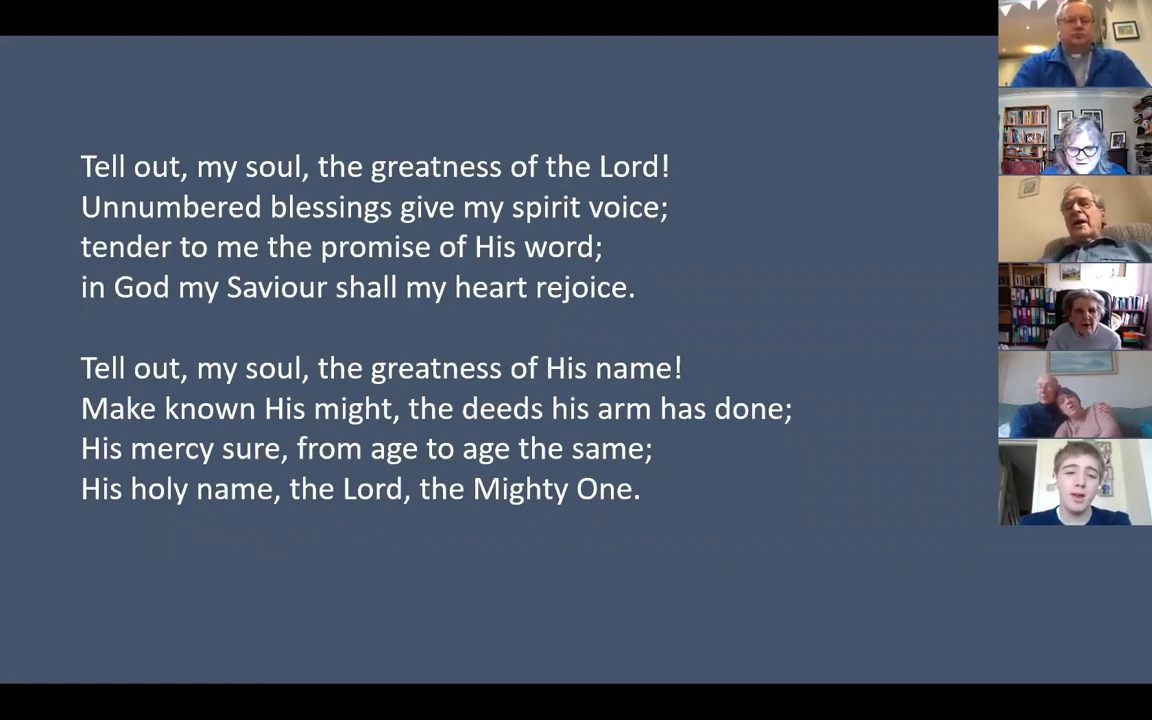 Tell out, my soul, the greatness of the Lord!
Unnumbered blessings give my spirit voice;
tender to me the promise of His word;
in God my Saviour shall my heart rejoice.
Tell out, my soul, the greatness of His name!
Make known His might, the deeds his arm has done;
His mercy sure, from age to age the same;
His holy name, the Lord, the Mighty One.